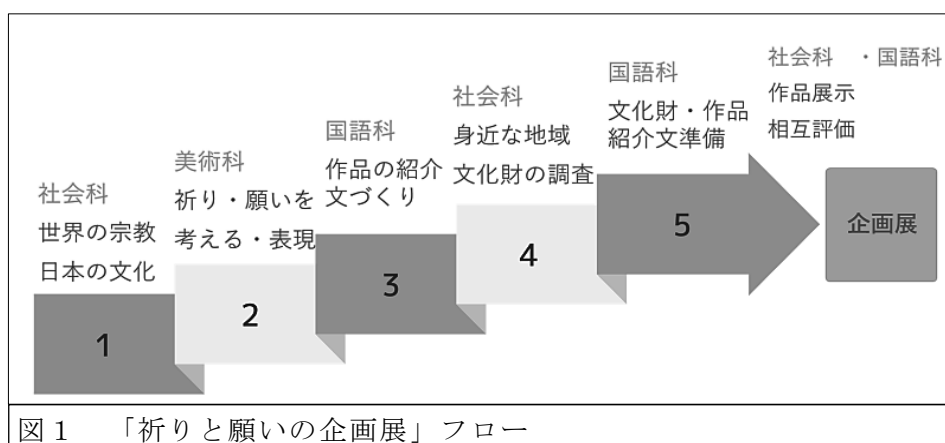 社会科
世界の宗教
日本の文化
1
美術科
祈り・願いを
考える・表現
2
国語科
作品の紹介
文づくり
3
社会科
身近な地域
文化財の調査
4
国語科
文化財・作品
紹介文準備
5
社会科　・国語科
作品展示
相互評価
企画展
図1　「祈りと願いの企画展」フロー